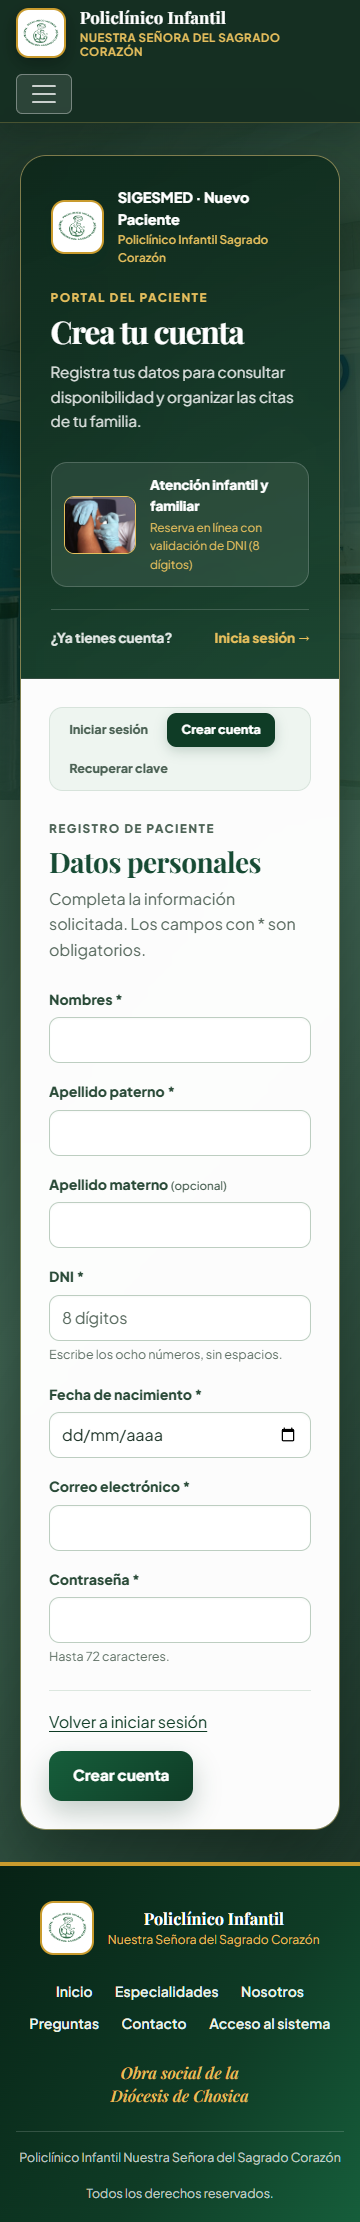 Policlínico Infantil
NUESTRA SEÑORA DEL SAGRADO
CORAZÓN
SIGESMED · Nuevo
Paciente
Policlínico Infantil Sagrado
Corazón
PORTAL DEL PACIENTE
Crea tu cuenta
Registra tus datos para consultar
disponibilidad y organizar las citas
de tu familia.
Atención infantil y
familiar
Reserva en línea con
validación de DNI (8
dígitos)
¿Ya tienes cuenta?
Inicia sesión →
Iniciar sesión
Crear cuenta
Recuperar clave
REGISTRO DE PACIENTE
Datos personales
Completa la información
solicitada. Los campos con * son
obligatorios.
Nombres *
Apellido paterno *
Apellido materno (opcional)
DNI *
8 dígitos
Escribe los ocho números, sin espacios.
Fecha de nacimiento *
dd/mm/aaaa
Correo electrónico *
Contraseña *
Hasta 72 caracteres.
Volver a iniciar sesión
Crear cuenta
Policlínico Infantil
Nuestra Señora del Sagrado Corazón
Inicio Especialidades Nosotros
Preguntas Contacto Acceso al sistema
Obra social de la
Diócesis de Chosica
Policlínico Infantil Nuestra Señora del Sagrado Corazón
Todos los derechos reservados.